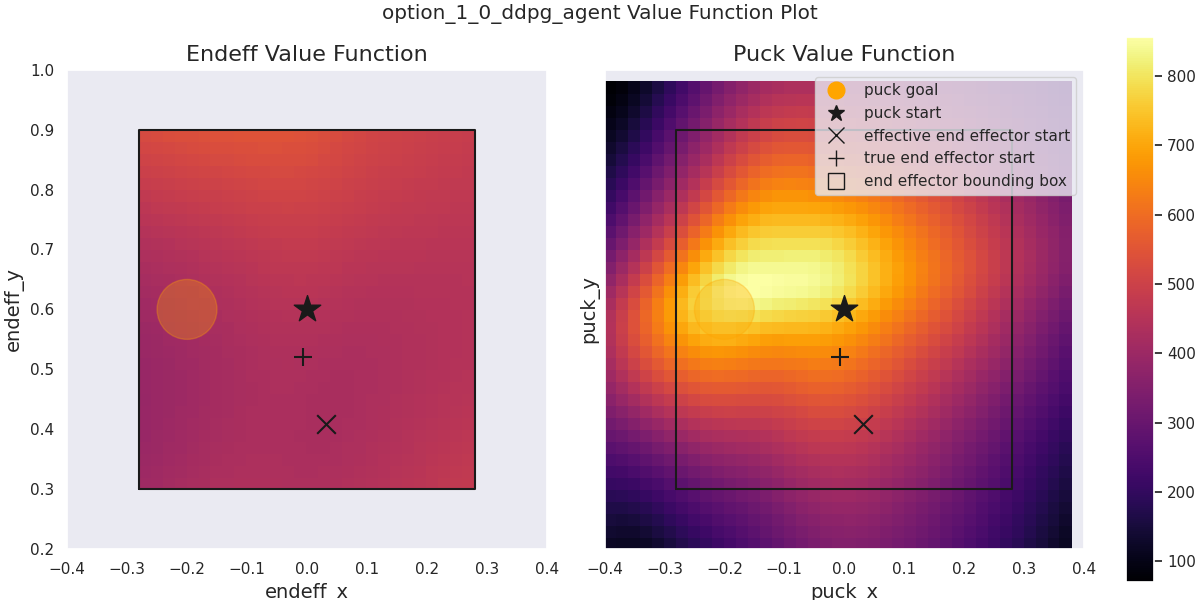 option_1_0_ddpg_agent Value Function Plot
Endeff Value Function
Puck Value Function
puck goal
puck start
effective end effector start
true end effector start
end effector bounding box
endeff_y
1.0
0.9
0.8
0.7
0.6
0.5
0.4
0.3
0.2
−0.4
−0.3
−0.2
−0.1
0.0
0.1
0.2
0.3
0.4
endeff_x
puck_y
−0.4
−0.3
−0.2
−0.1
0.0
0.1
0.2
0.3
0.4
puck_x
800
700
600
500
400
300
200
100